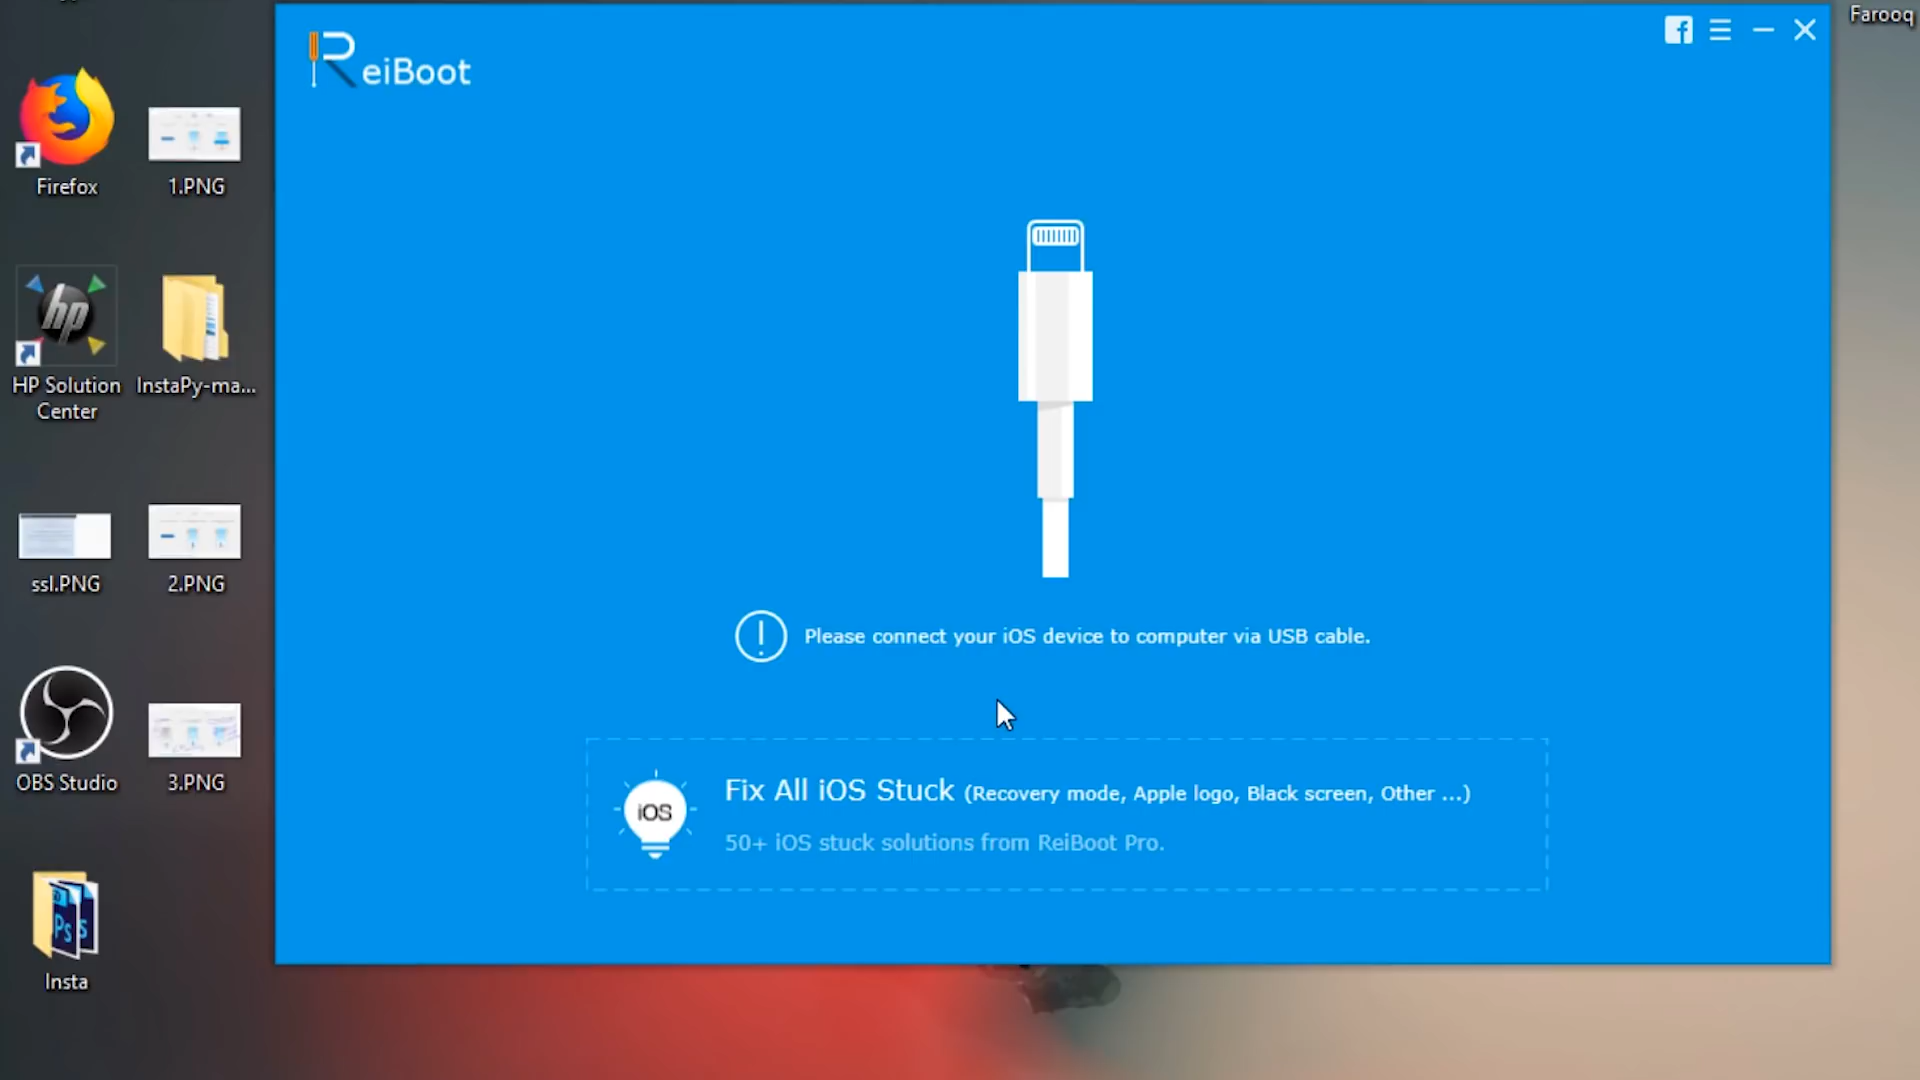 Farooq
ReiBoot
Firefox
1.PNG
hp
HP Solution
Center
InstaPy-ma...
ssl.PNG
2.PNG
OBS Studio
3.PNG
Ps
Insta
Please connect your iOS device to computer via USB cable.
iOS
Fix All iOS Stuck (Recovery mode, Apple logo, Black screen, Other ...)
50+ iOS stuck solutions from ReiBoot Pro.